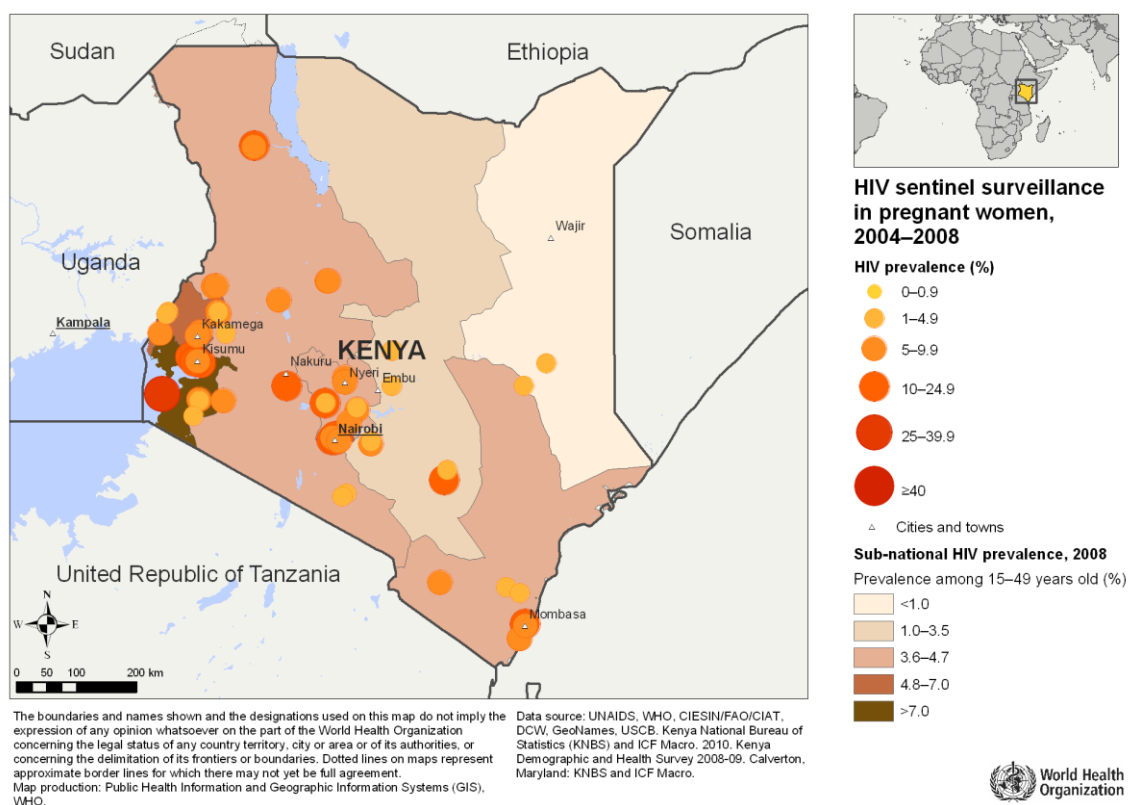 Sudan
Ethiopia
Somalia
Uganda
Kampala
Wajir
Kakamega
Kisumu
KENYA
Nakuru
Nyeri
Embu
Nairobi
United Republic of Tanzania
Mombasa
N
W
E
S
0 50 100 200 km
HIV sentinel surveillance
in pregnant women,
2004–2008
HIV prevalence (%)
0–0.9
1–4.9
5–9.9
10–24.9
25–39.9
≥40
Cities and towns
Sub-national HIV prevalence, 2008
Prevalence among 15–49 years old (%)
<1.0
1.0–3.5
3.6–4.7
4.8–7.0
>7.0
The boundaries and names shown and the designations used on this map do not imply the
expression of any opinion whatsoever on the part of the World Health Organization
concerning the legal status of any country territory, city or area or of its authorities, or
concerning the delimitation of its frontiers or boundaries. Dotted lines on maps represent
approximate border lines for which there may not yet be full agreement.
Map production: Public Health Information and Geographic Information Systems (GIS),
WHO.
Data source: UNAIDS, WHO, CIESIN/FAO/CIAT,
DCW, GeoNames, USCB. Kenya National Bureau of
Statistics (KNBS) and ICF Macro. 2010. Kenya
Demographic and Health Survey 2008-09. Calverton,
Maryland: KNBS and ICF Macro.
World Health
Organization